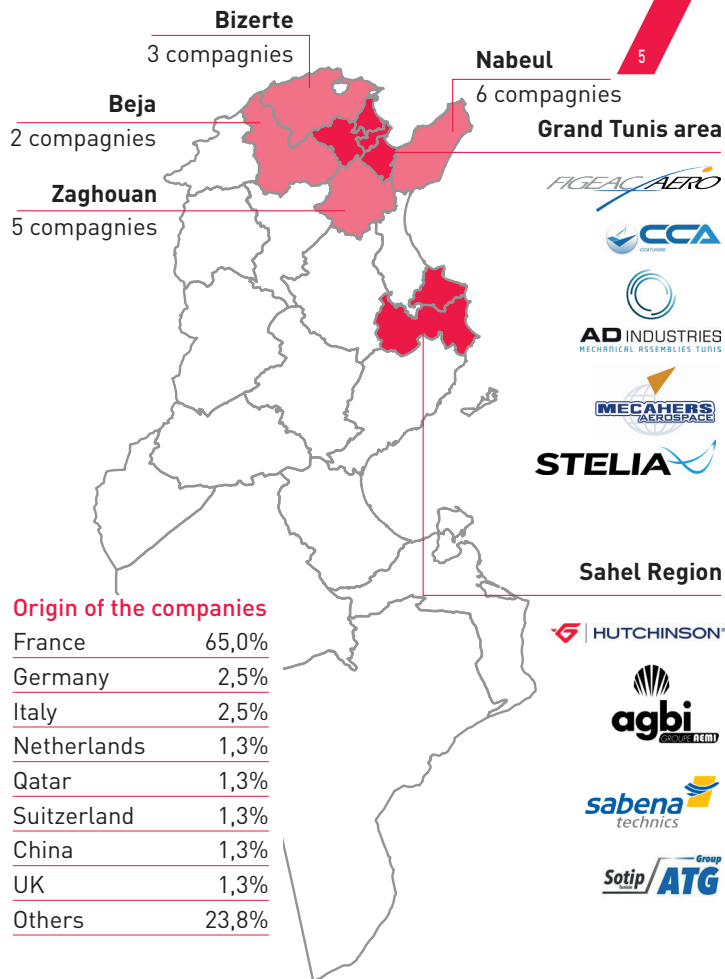 5
Bizerte
3 compagnies
Nabeul
6 compagnies
Beja
2 compagnies
Grand Tunis area
Zaghouan
5 compagnies
FIGEAC AERO
CCA
CCATUNISIE
AD INDUSTRIES
MECHANICAL ASSEMBLIES TUNIS
MECAHERS
AEROSPACE
STELIA
Sahel Region
HUTCHINSON®
agbi
GROUPE AEMI
sabena
technics
Group
Sotip ATG
Tunisie
Origin of the companies
France 65,0%
Germany 2,5%
Italy 2,5%
Netherlands 1,3%
Qatar 1,3%
Suitzerland 1,3%
China 1,3%
UK 1,3%
Others 23,8%